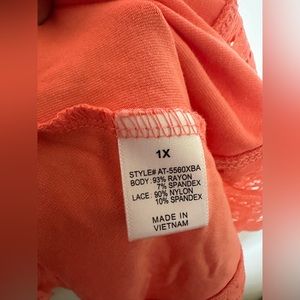 1X
STYLE# AT-5560XBA
BODY: 93% RAYON
7% SPANDEX
LACE: 90% NYLON
10% SPANDEX
MADE IN
VIETNAM